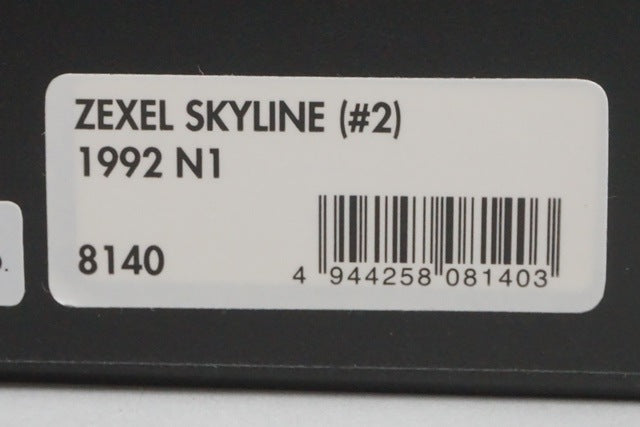 ZEXEL SKYLINE (#2)
1992 N1
8140
4 944258 081403
.